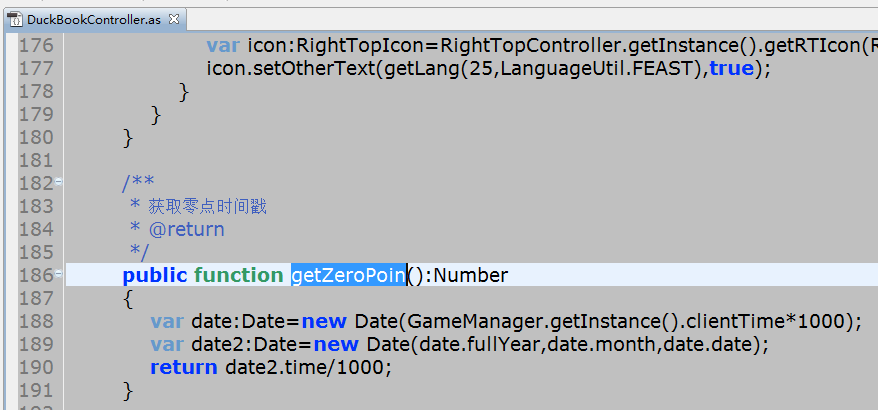 DuckBookController.as
176 var icon:RightTopIcon=RightTopController.getInstance().getRTIcon(R
177 icon.setOtherText(getLang(25,LanguageUtil.FEAST),true);
178 }
179 }
180 }
181
182 /**
183 * 获取零点时间戳
184 * @return
185 */
186 public function getZeroPoin():Number
187 {
188 var date:Date=new Date(GameManager.getInstance().clientTime*1000);
189 var date2:Date=new Date(date.fullYear,date.month,date.date);
190 return date2.time/1000;
191 }